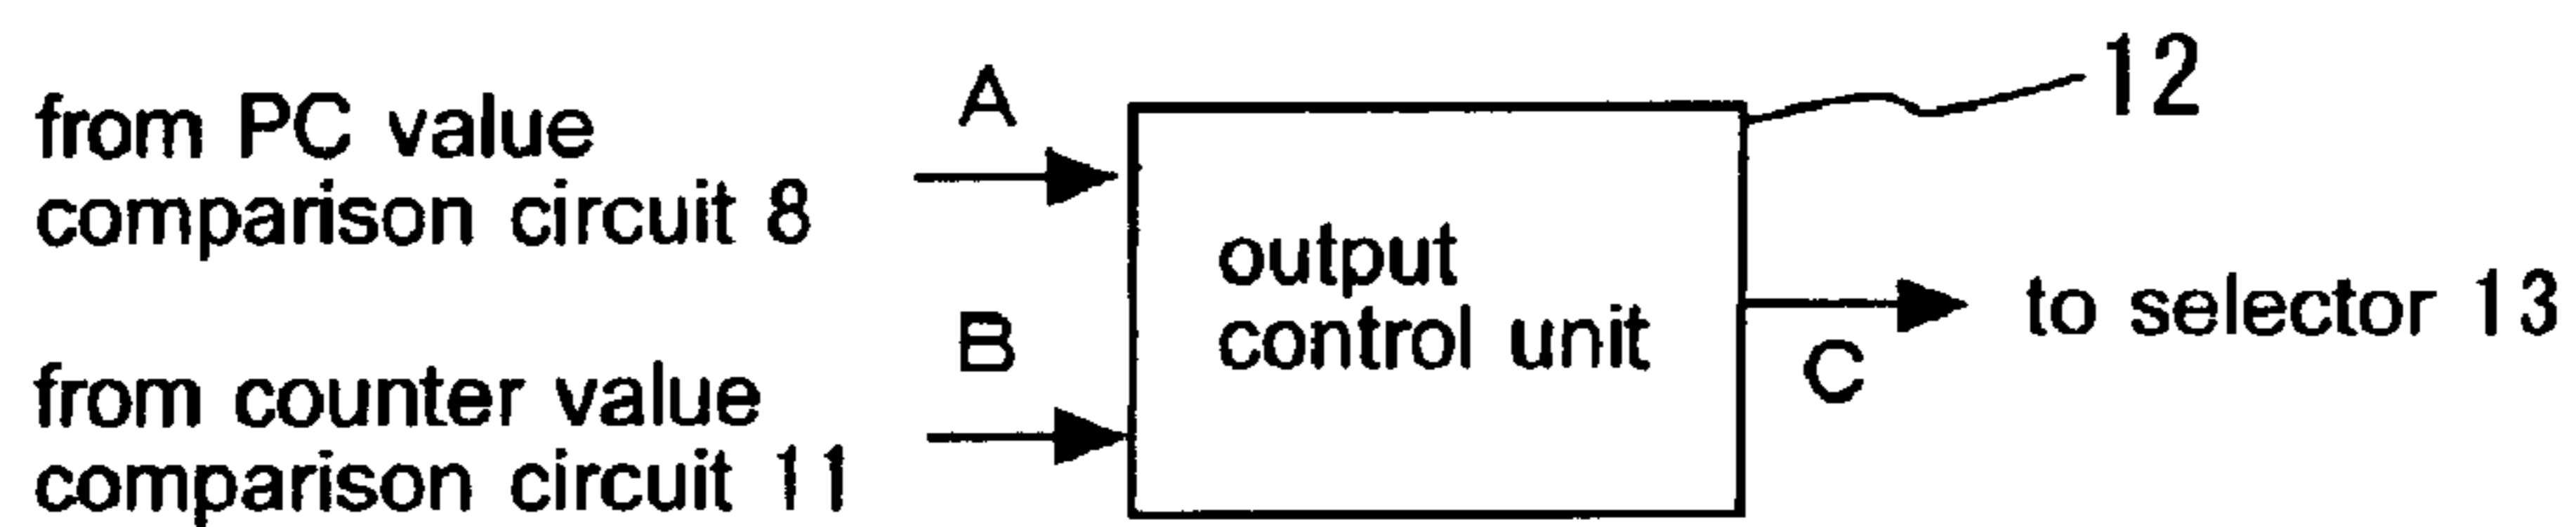 from PC value
comparison circuit 8
A
12
output
control unit
B
from counter value
comparison circuit 11
C
to selector 13